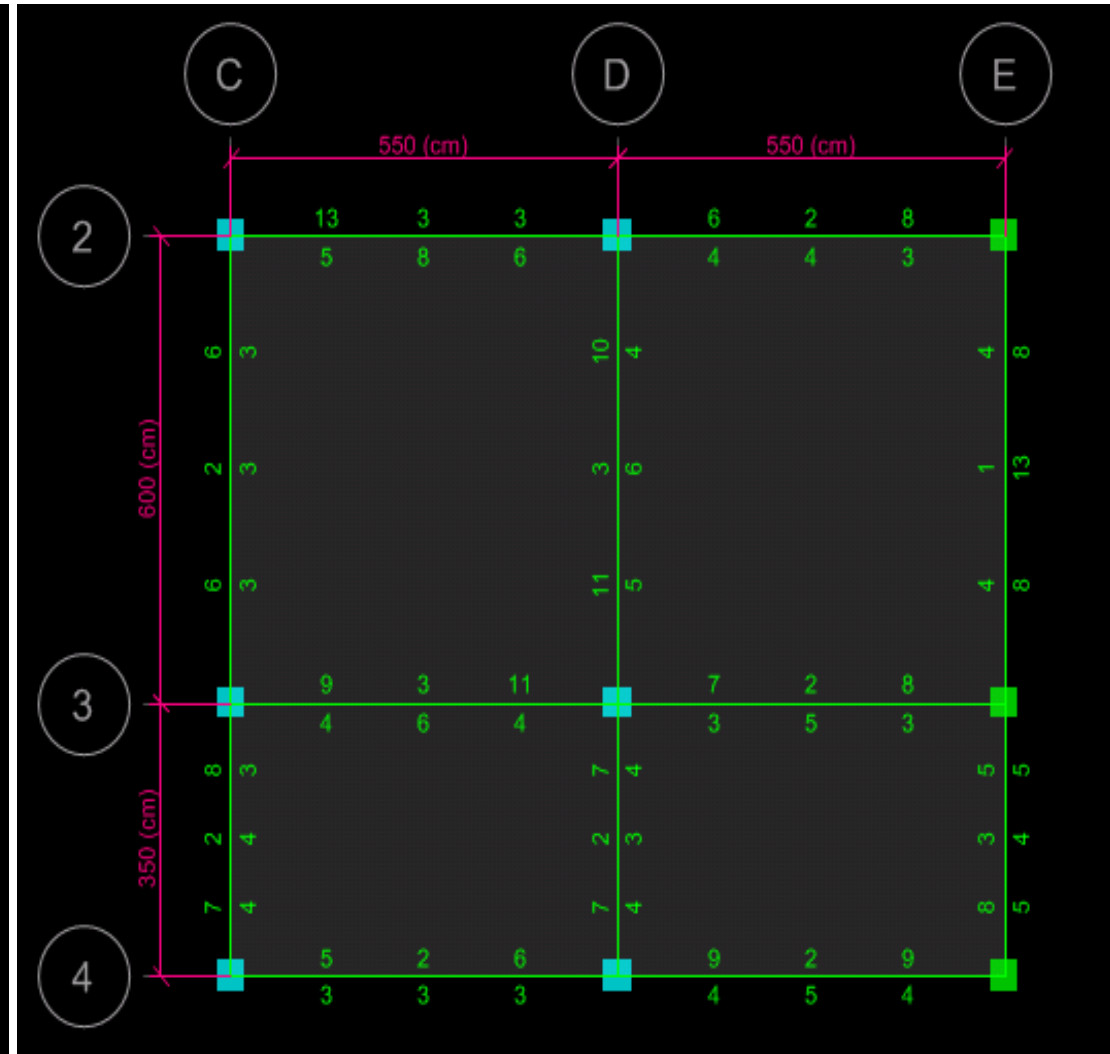 C D E
550 (cm) 550 (cm)
2
13 3 3 6 2 8
5 8 6 4 4 3
6 3 10 4 4 8
600 (cm)
2 3 3 6 1 13
6 3 11 5 4 8
3
9 3 11 7 2 8
4 6 4 3 5 3
8 3 7 4 5 5
350 (cm)
2 4 2 3 3 4
7 4 7 4 8 5
4
5 2 6 9 2 9
3 3 3 4 5 4